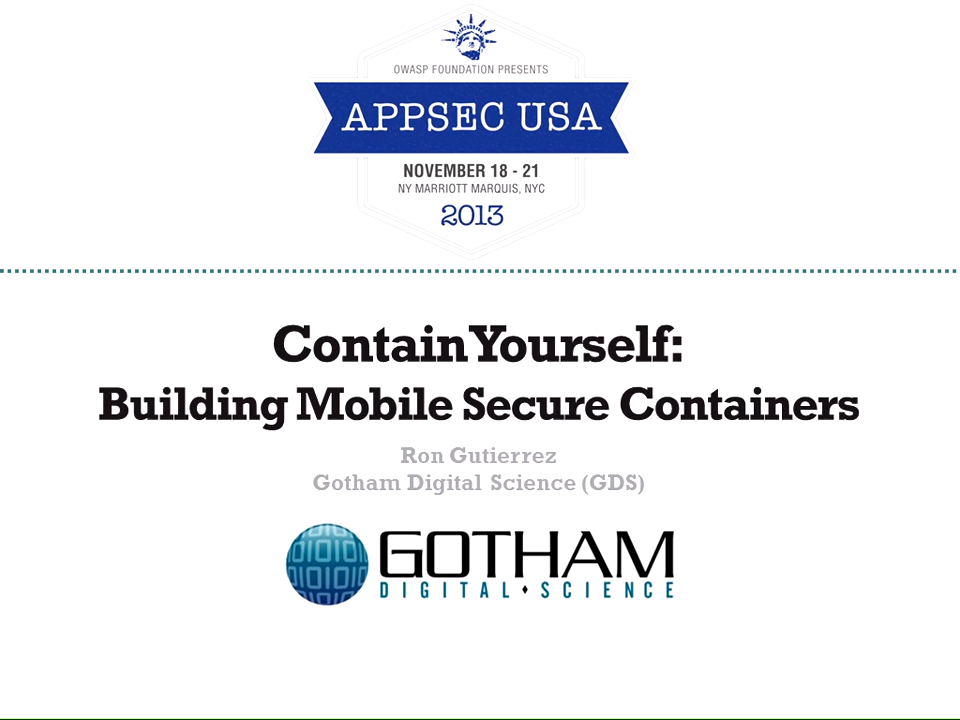 OWASP FOUNDATION PRESENTS
APPSEC USA
NOVEMBER 18 - 21
NY MARRIOTT MARQUIS, NYC
2013
Contain Yourself:
Building Mobile Secure Containers
Ron Gutierrez
Gotham Digital Science (GDS)
GOTHAM
DIGITAL SCIENCE